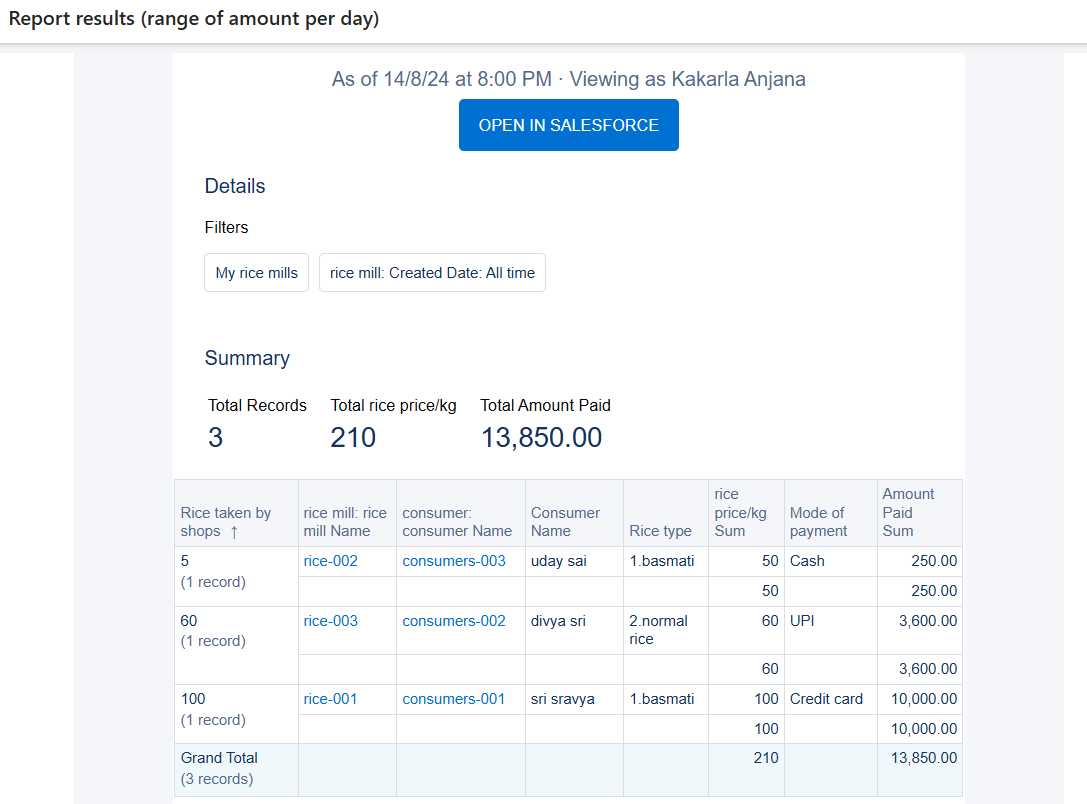 Report results (range of amount per day)
As of 14/8/24 at 8:00 PM · Viewing as Kakarla Anjana
OPEN IN SALESFORCE
Details
Filters
My rice mills rice mill: Created Date: All time
Summary
Total Records Total rice price/kg Total Amount Paid
3 210 13,850.00
Rice taken by shops ↑ rice mill: rice mill Name consumer: consumer Name Consumer Name Rice type rice price/kg Sum Mode of payment Amount Paid Sum
5 rice-002 consumers-003 uday sai 1.basmati 50 Cash 250.00
(1 record) 50 250.00
60 rice-003 consumers-002 divya sri 2.normal rice 60 UPI 3,600.00
(1 record) 60 3,600.00
100 rice-001 consumers-001 sri sravya 1.basmati 100 Credit card 10,000.00
(1 record) 100 10,000.00
Grand Total 210 13,850.00
(3 records)